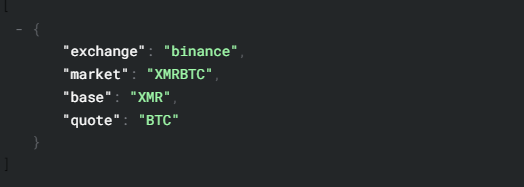 [
- {
"exchange": "binance",
"market": "XMRBTC",
"base": "XMR",
"quote": "BTC"
}
]